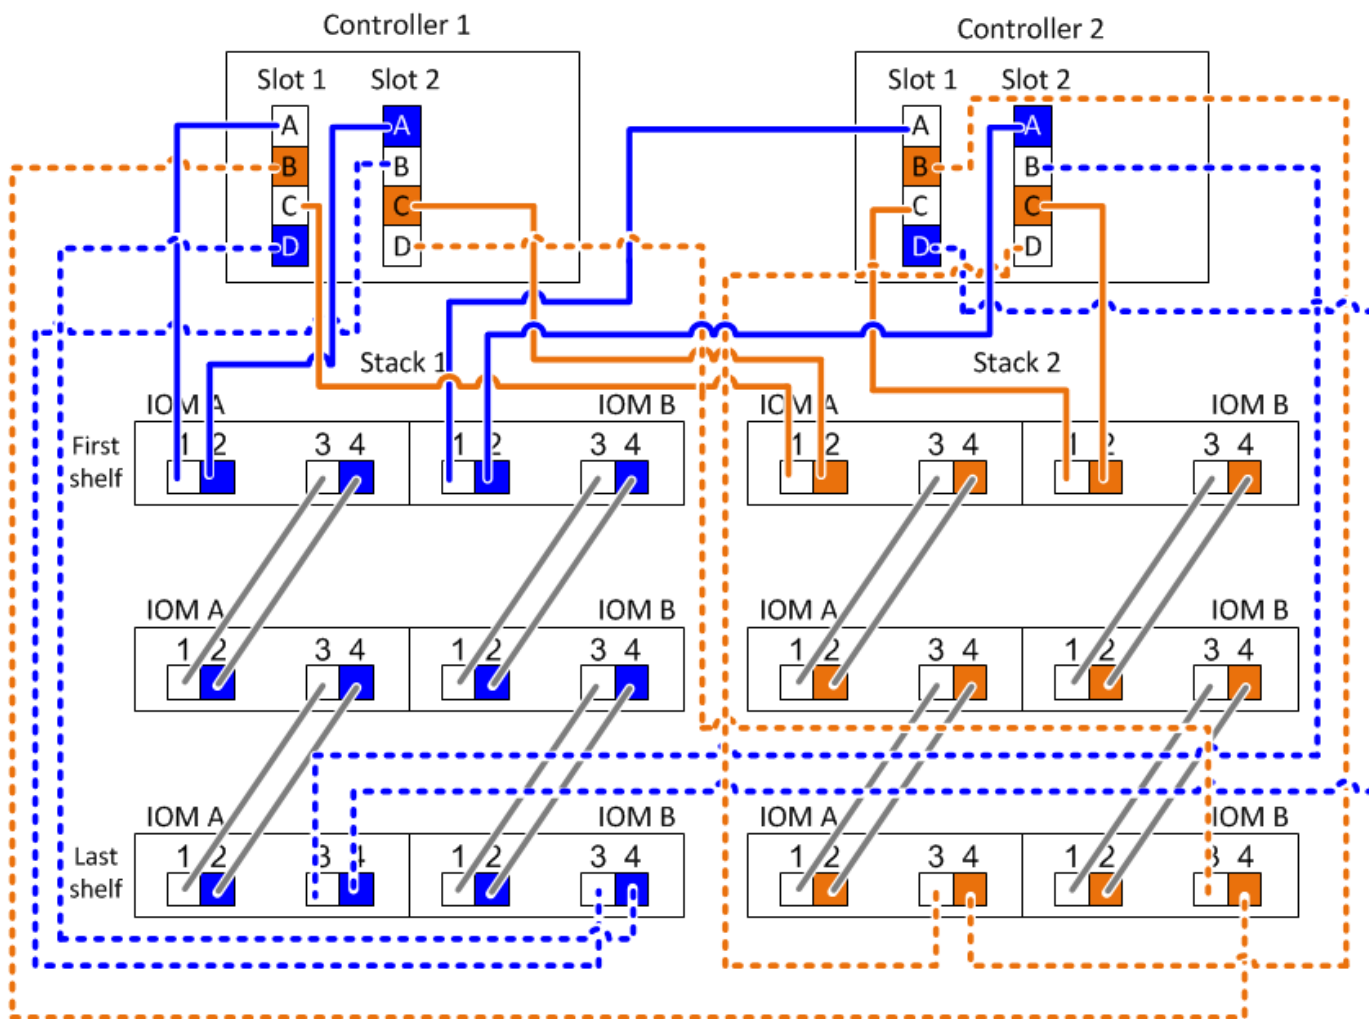 Controller 1
Controller 2
Slot 1 Slot 2
Slot 1 Slot 2
A A
B B
C C
D D
A A
B B
C C
D D
Stack 1
Stack 2
IOM A IOM B
IOM A IOM B
First
shelf
1 2 3 4 1 2 3 4
1 2 3 4 1 2 3 4
IOM A IOM B
IOM A IOM B
1 2 3 4 1 2 3 4
1 2 3 4 1 2 3 4
IOM A IOM B
IOM A IOM B
Last
shelf
1 2 3 4 1 2 3 4
1 2 3 4 1 2 3 4